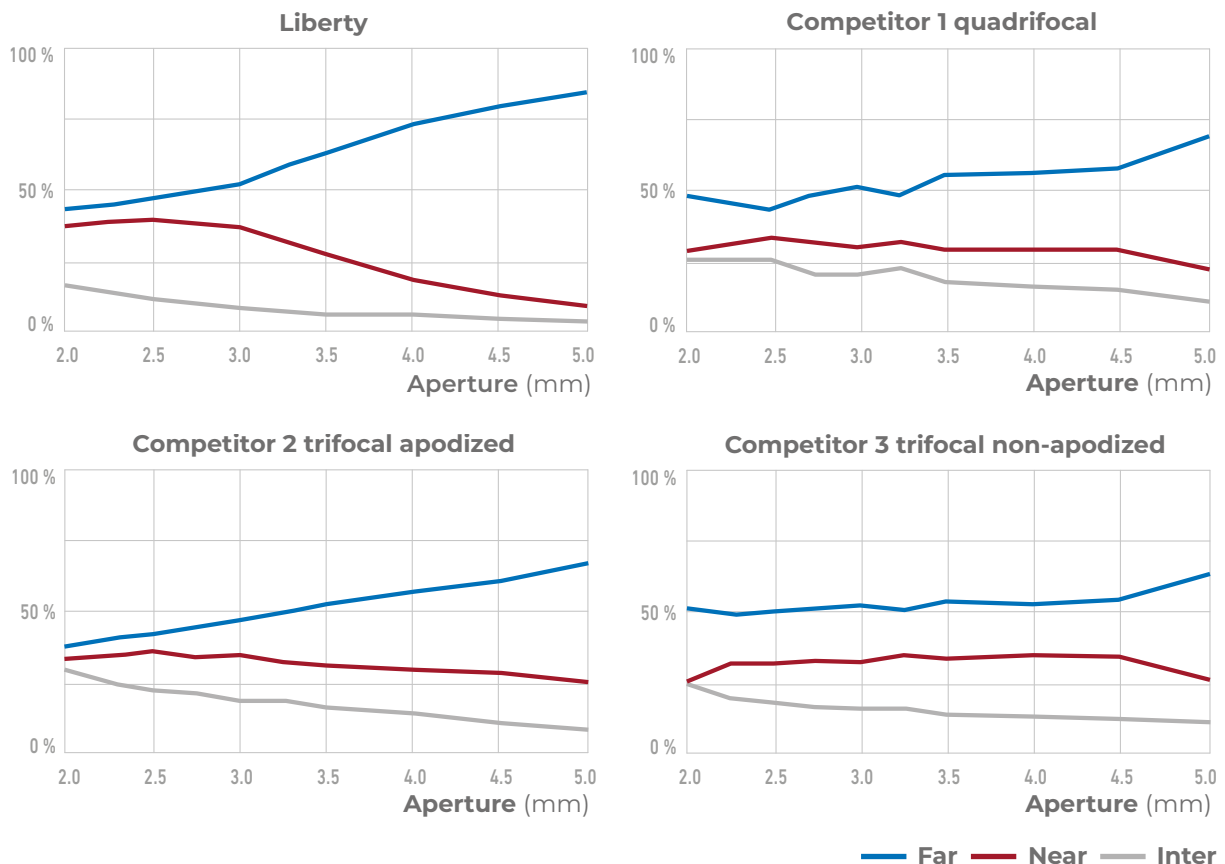 Liberty
100 %
50 %
0 %
2.0 2.5 3.0 3.5 4.0 4.5 5.0
Aperture (mm)
Competitor 1 quadrifocal
100 %
50 %
0 %
2.0 2.5 3.0 3.5 4.0 4.5 5.0
Aperture (mm)
Competitor 2 trifocal apodized
100 %
50 %
0 %
2.0 2.5 3.0 3.5 4.0 4.5 5.0
Aperture (mm)
Competitor 3 trifocal non-apodized
100 %
50 %
0 %
2.0 2.5 3.0 3.5 4.0 4.5 5.0
Aperture (mm)
Far Near Inter